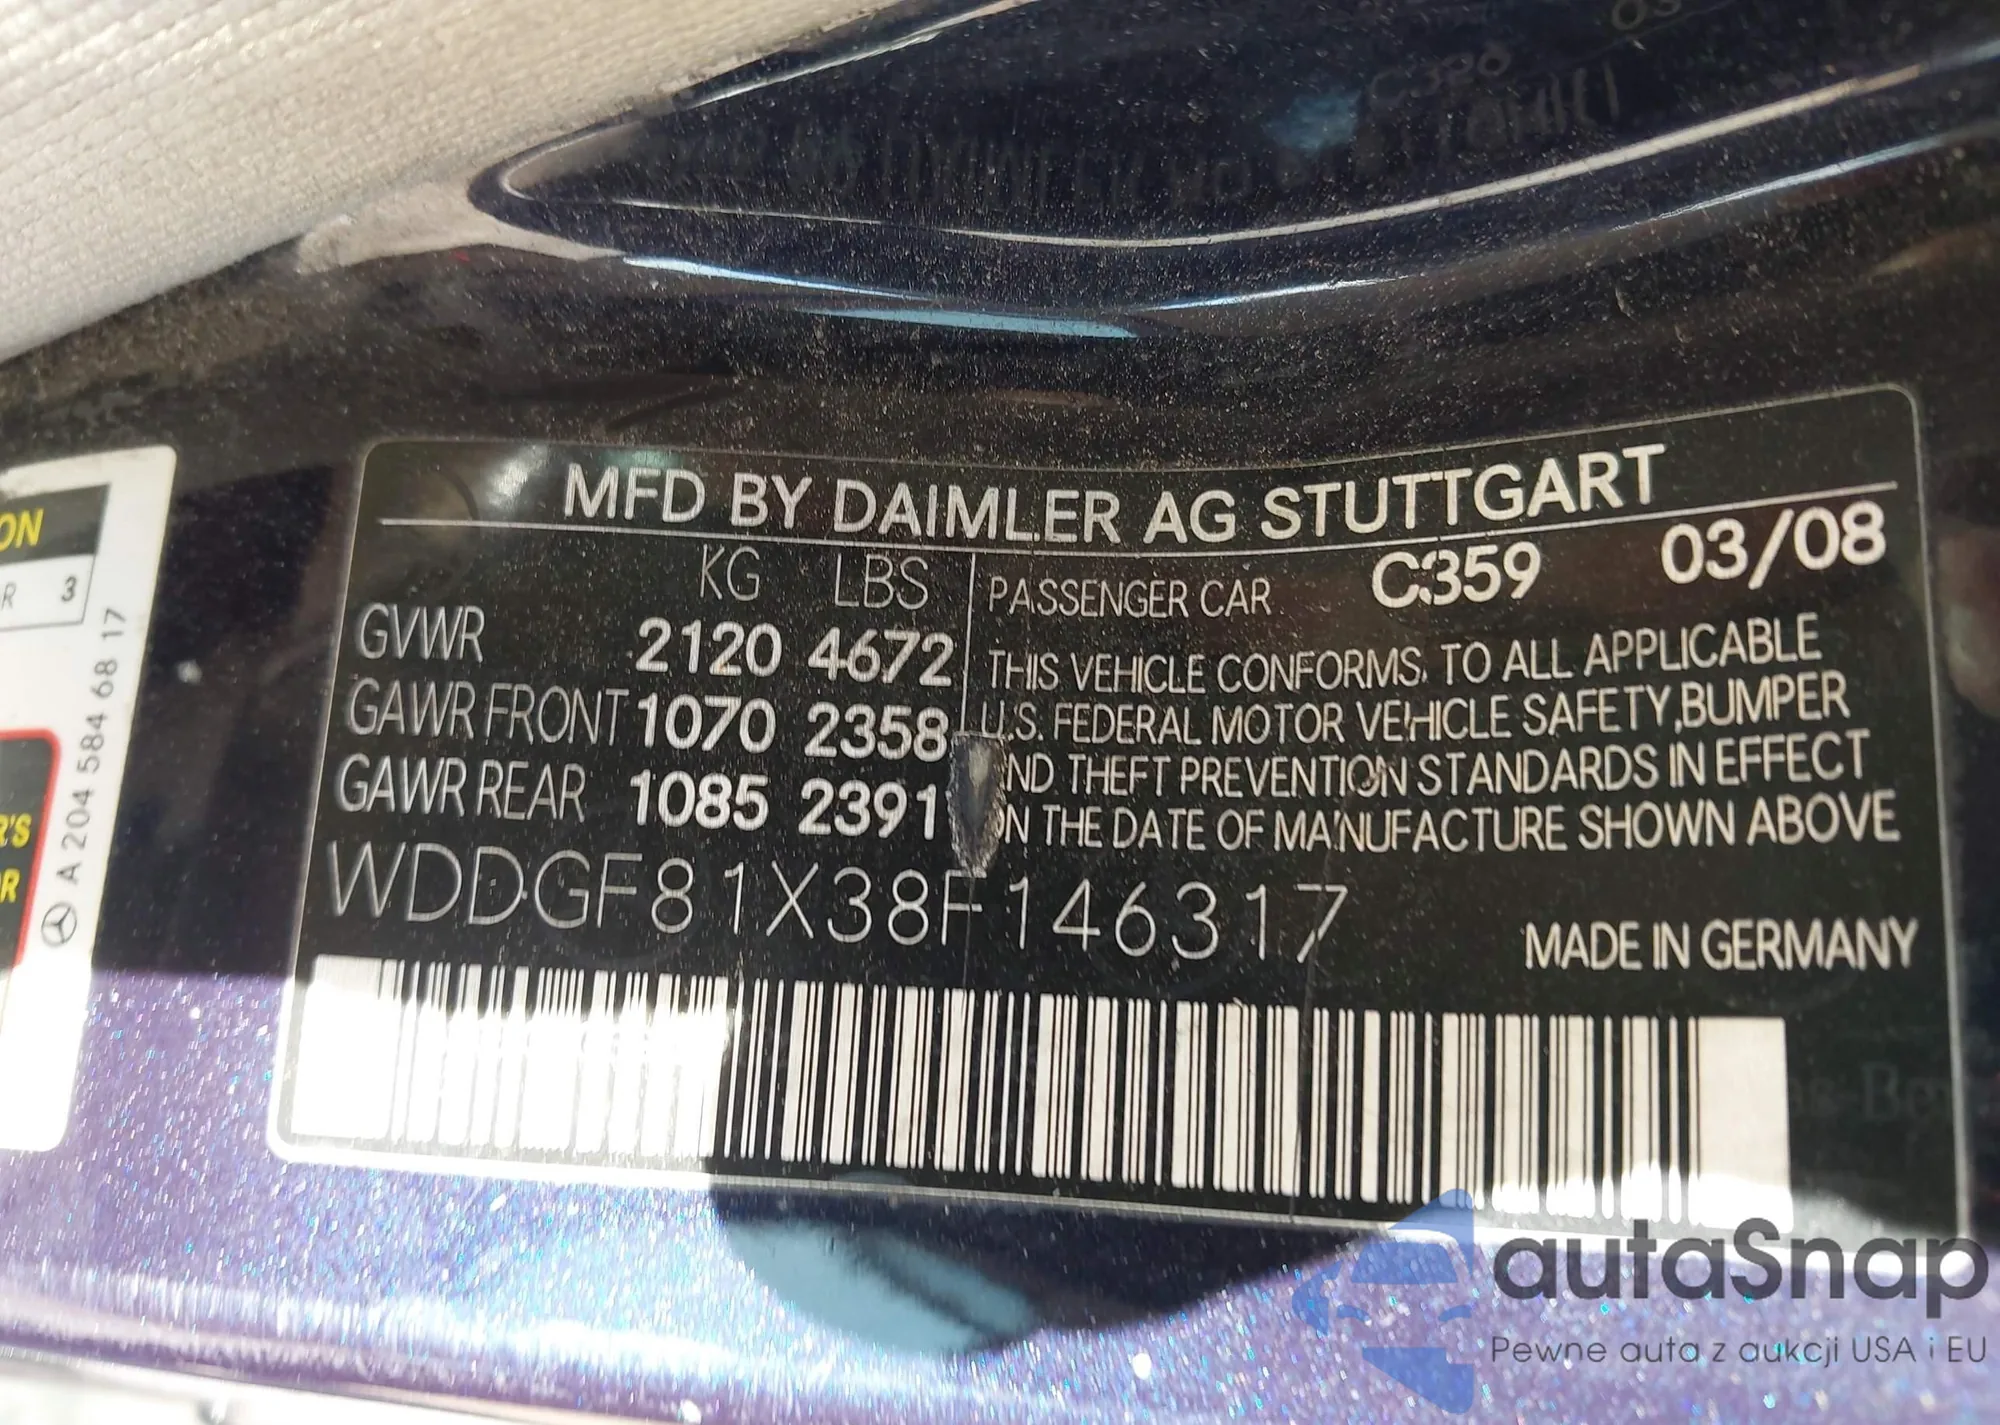 ON
R 3
R'S
OR
A 204 584 68 17
MFD BY DAIMLER AG STUTTGART
KG LBS
GVWR 2120 4672
GAWR FRONT 1070 2358
GAWR REAR 1085 2391
PASSENGER CAR C359 03/08
THIS VEHICLE CONFORMS TO ALL APPLICABLE
U.S. FEDERAL MOTOR VEHICLE SAFETY,BUMPER
AND THEFT PREVENTION STANDARDS IN EFFECT
ON THE DATE OF MANUFACTURE SHOWN ABOVE
WDDGF81X38F146317
MADE IN GERMANY
autaSnap
Pewne auta z aukcji USA i EU